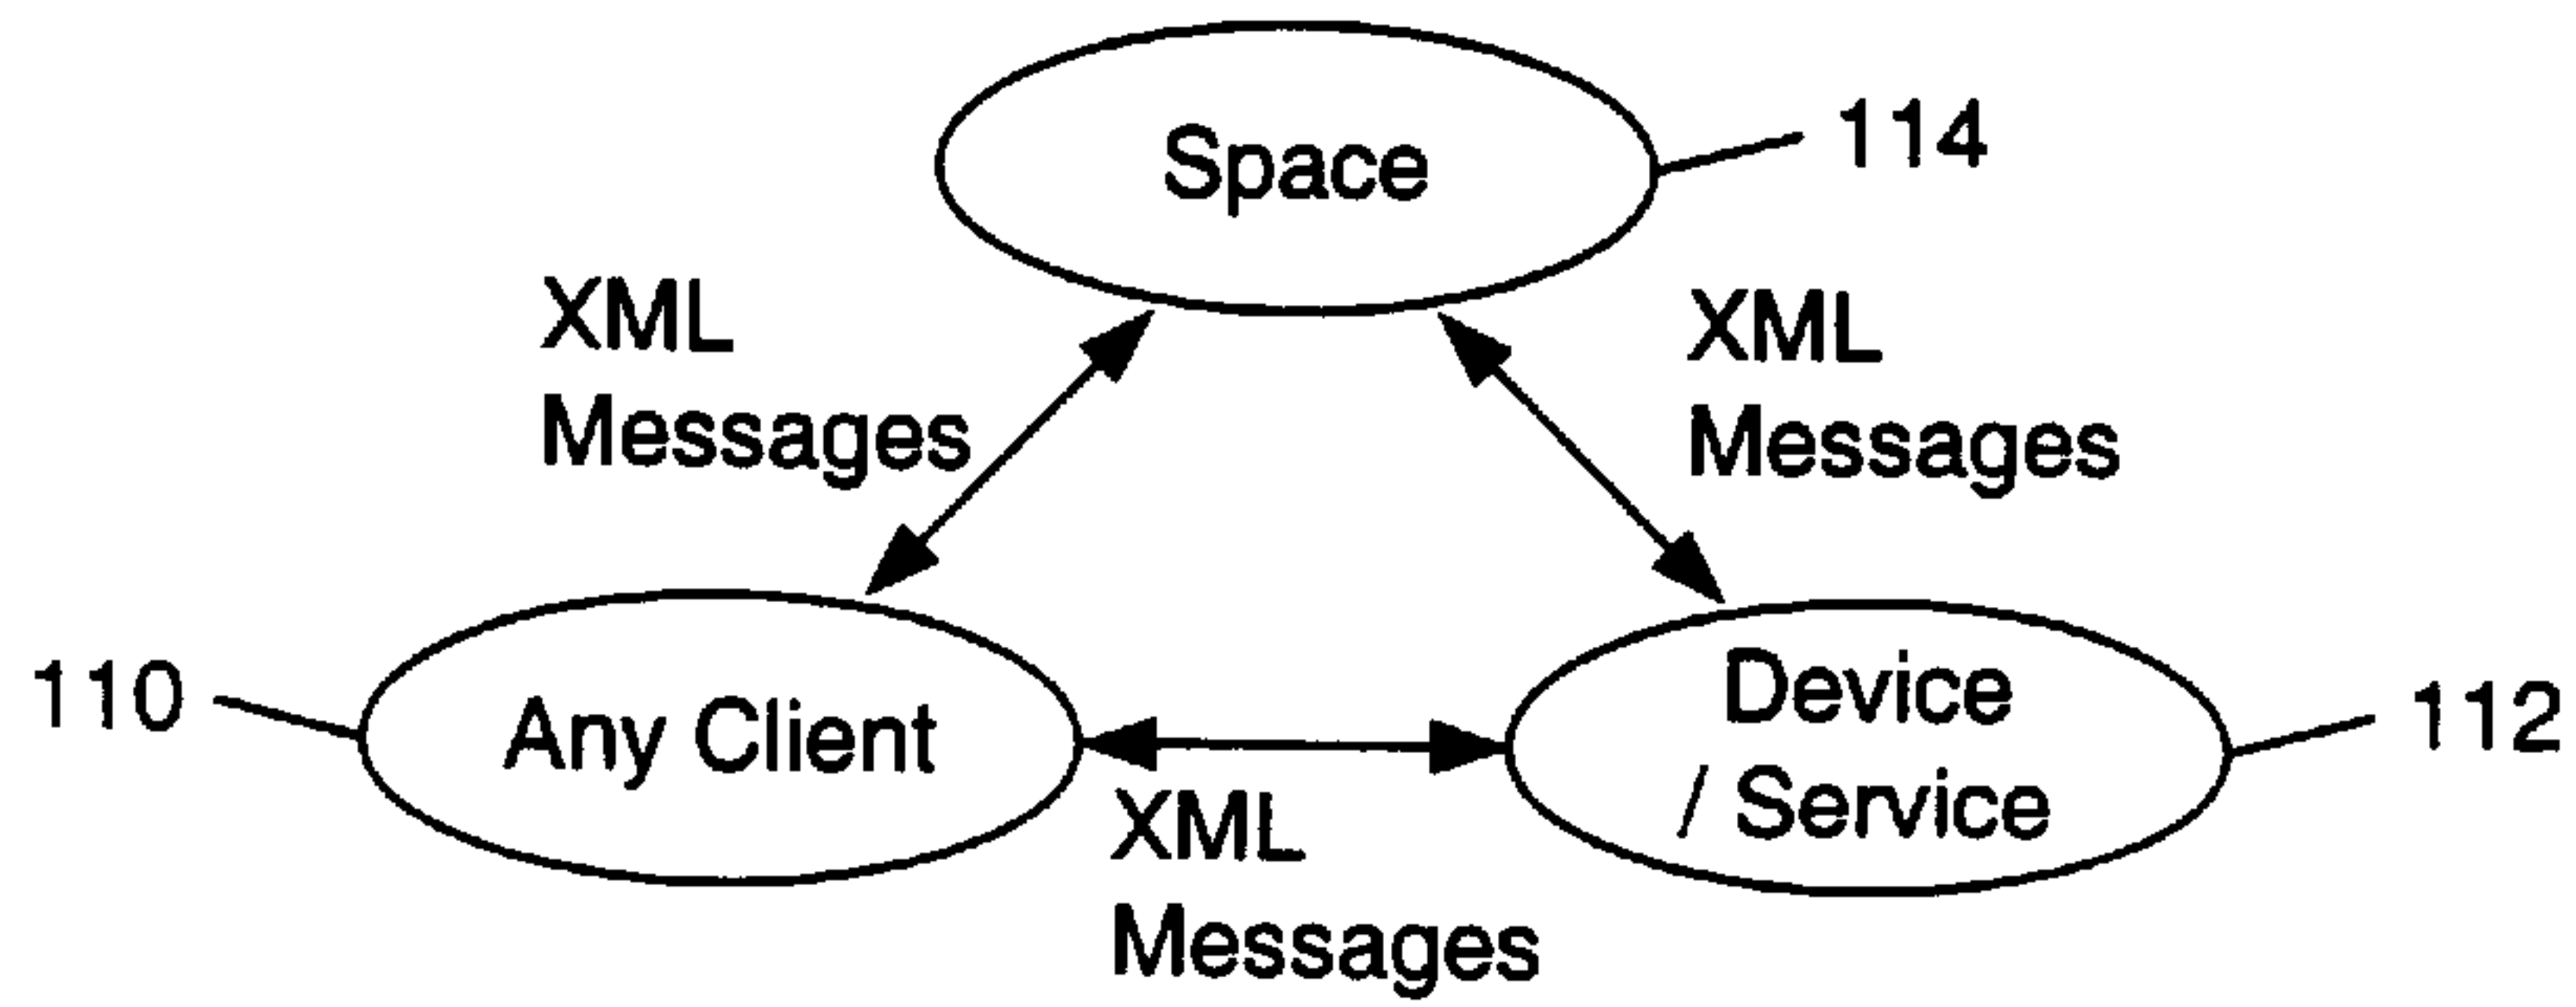 Space
114
XML
Messages
XML
Messages
110
Any Client
Device
/ Service
112
XML
Messages